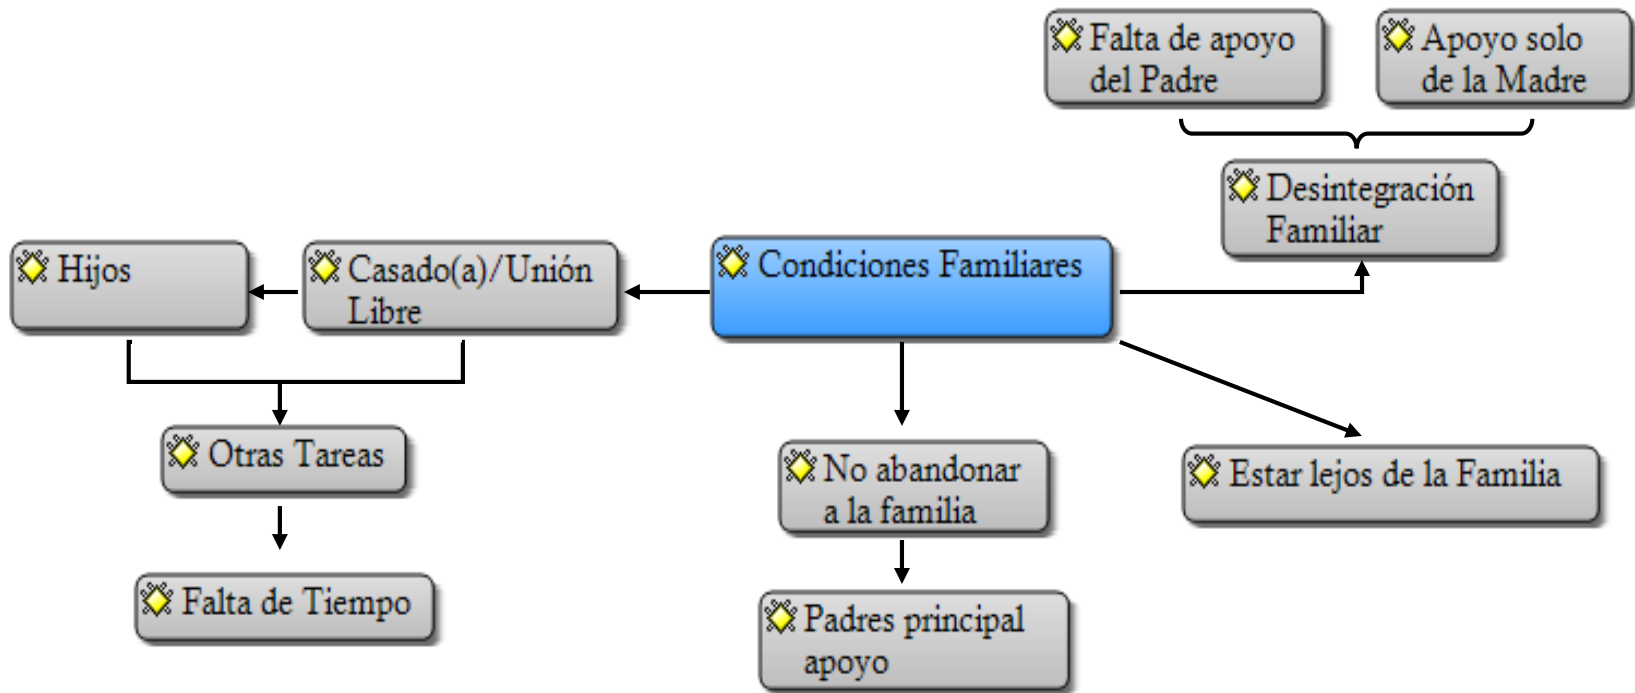 Falta de apoyo
del Padre
Apoyo solo
de la Madre
Desintegración
Familiar
Hijos
Casado(a)/Unión
Libre
Condiciones Familiares
Otras Tareas
No abandonar
a la familia
Estar lejos de la Familia
Falta de Tiempo
Padres principal
apoyo